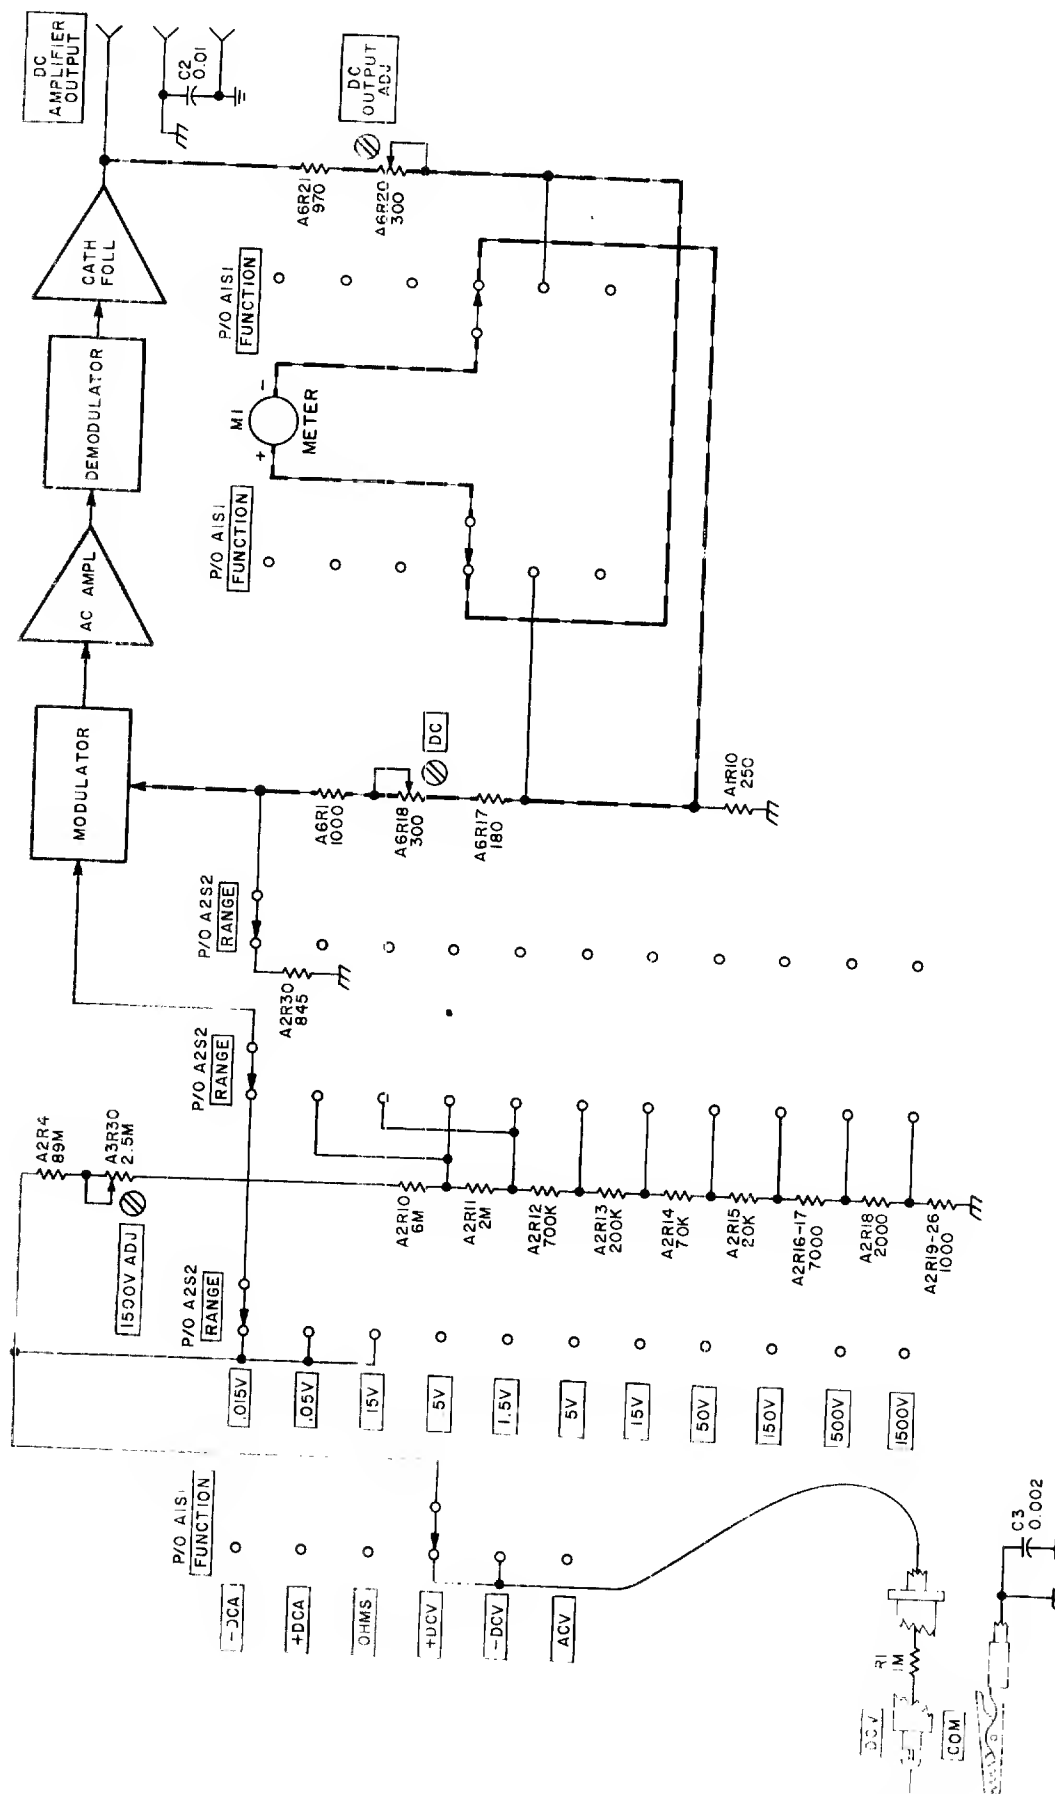 DC
AMPLIFIER
OUTPUT
C2
0.01
DC
OUTPUT
ADJ
A6R21
970
A6R20
300
CATH
FOLL
DEMODULATOR
AC AMPL
MODULATOR
P/O A1S1
FUNCTION
M1
-
+
METER
P/O A1S1
FUNCTION
A6R1
1000
A6R18
300
DC
A6R17
180
A1R10
250
P/O A2S2
RANGE
A2R30
845
P/O A2S2
RANGE
A2R4
89M
A3R30
2.5M
1500V ADJ
A2R10
6M
A2R11
2M
A2R12
700K
A2R13
200K
A2R14
70K
A2R15
20K
A2R16-17
7000
A2R18
2000
A2R19-26
1000
P/O A2S2
RANGE
.015V
.05V
.15V
.5V
1.5V
5V
15V
50V
150V
500V
1500V
P/O A1S1
FUNCTION
-DCA
+DCA
OHMS
+DCV
-DCV
ACV
R1
1M
DCV
COM
C3
0.002